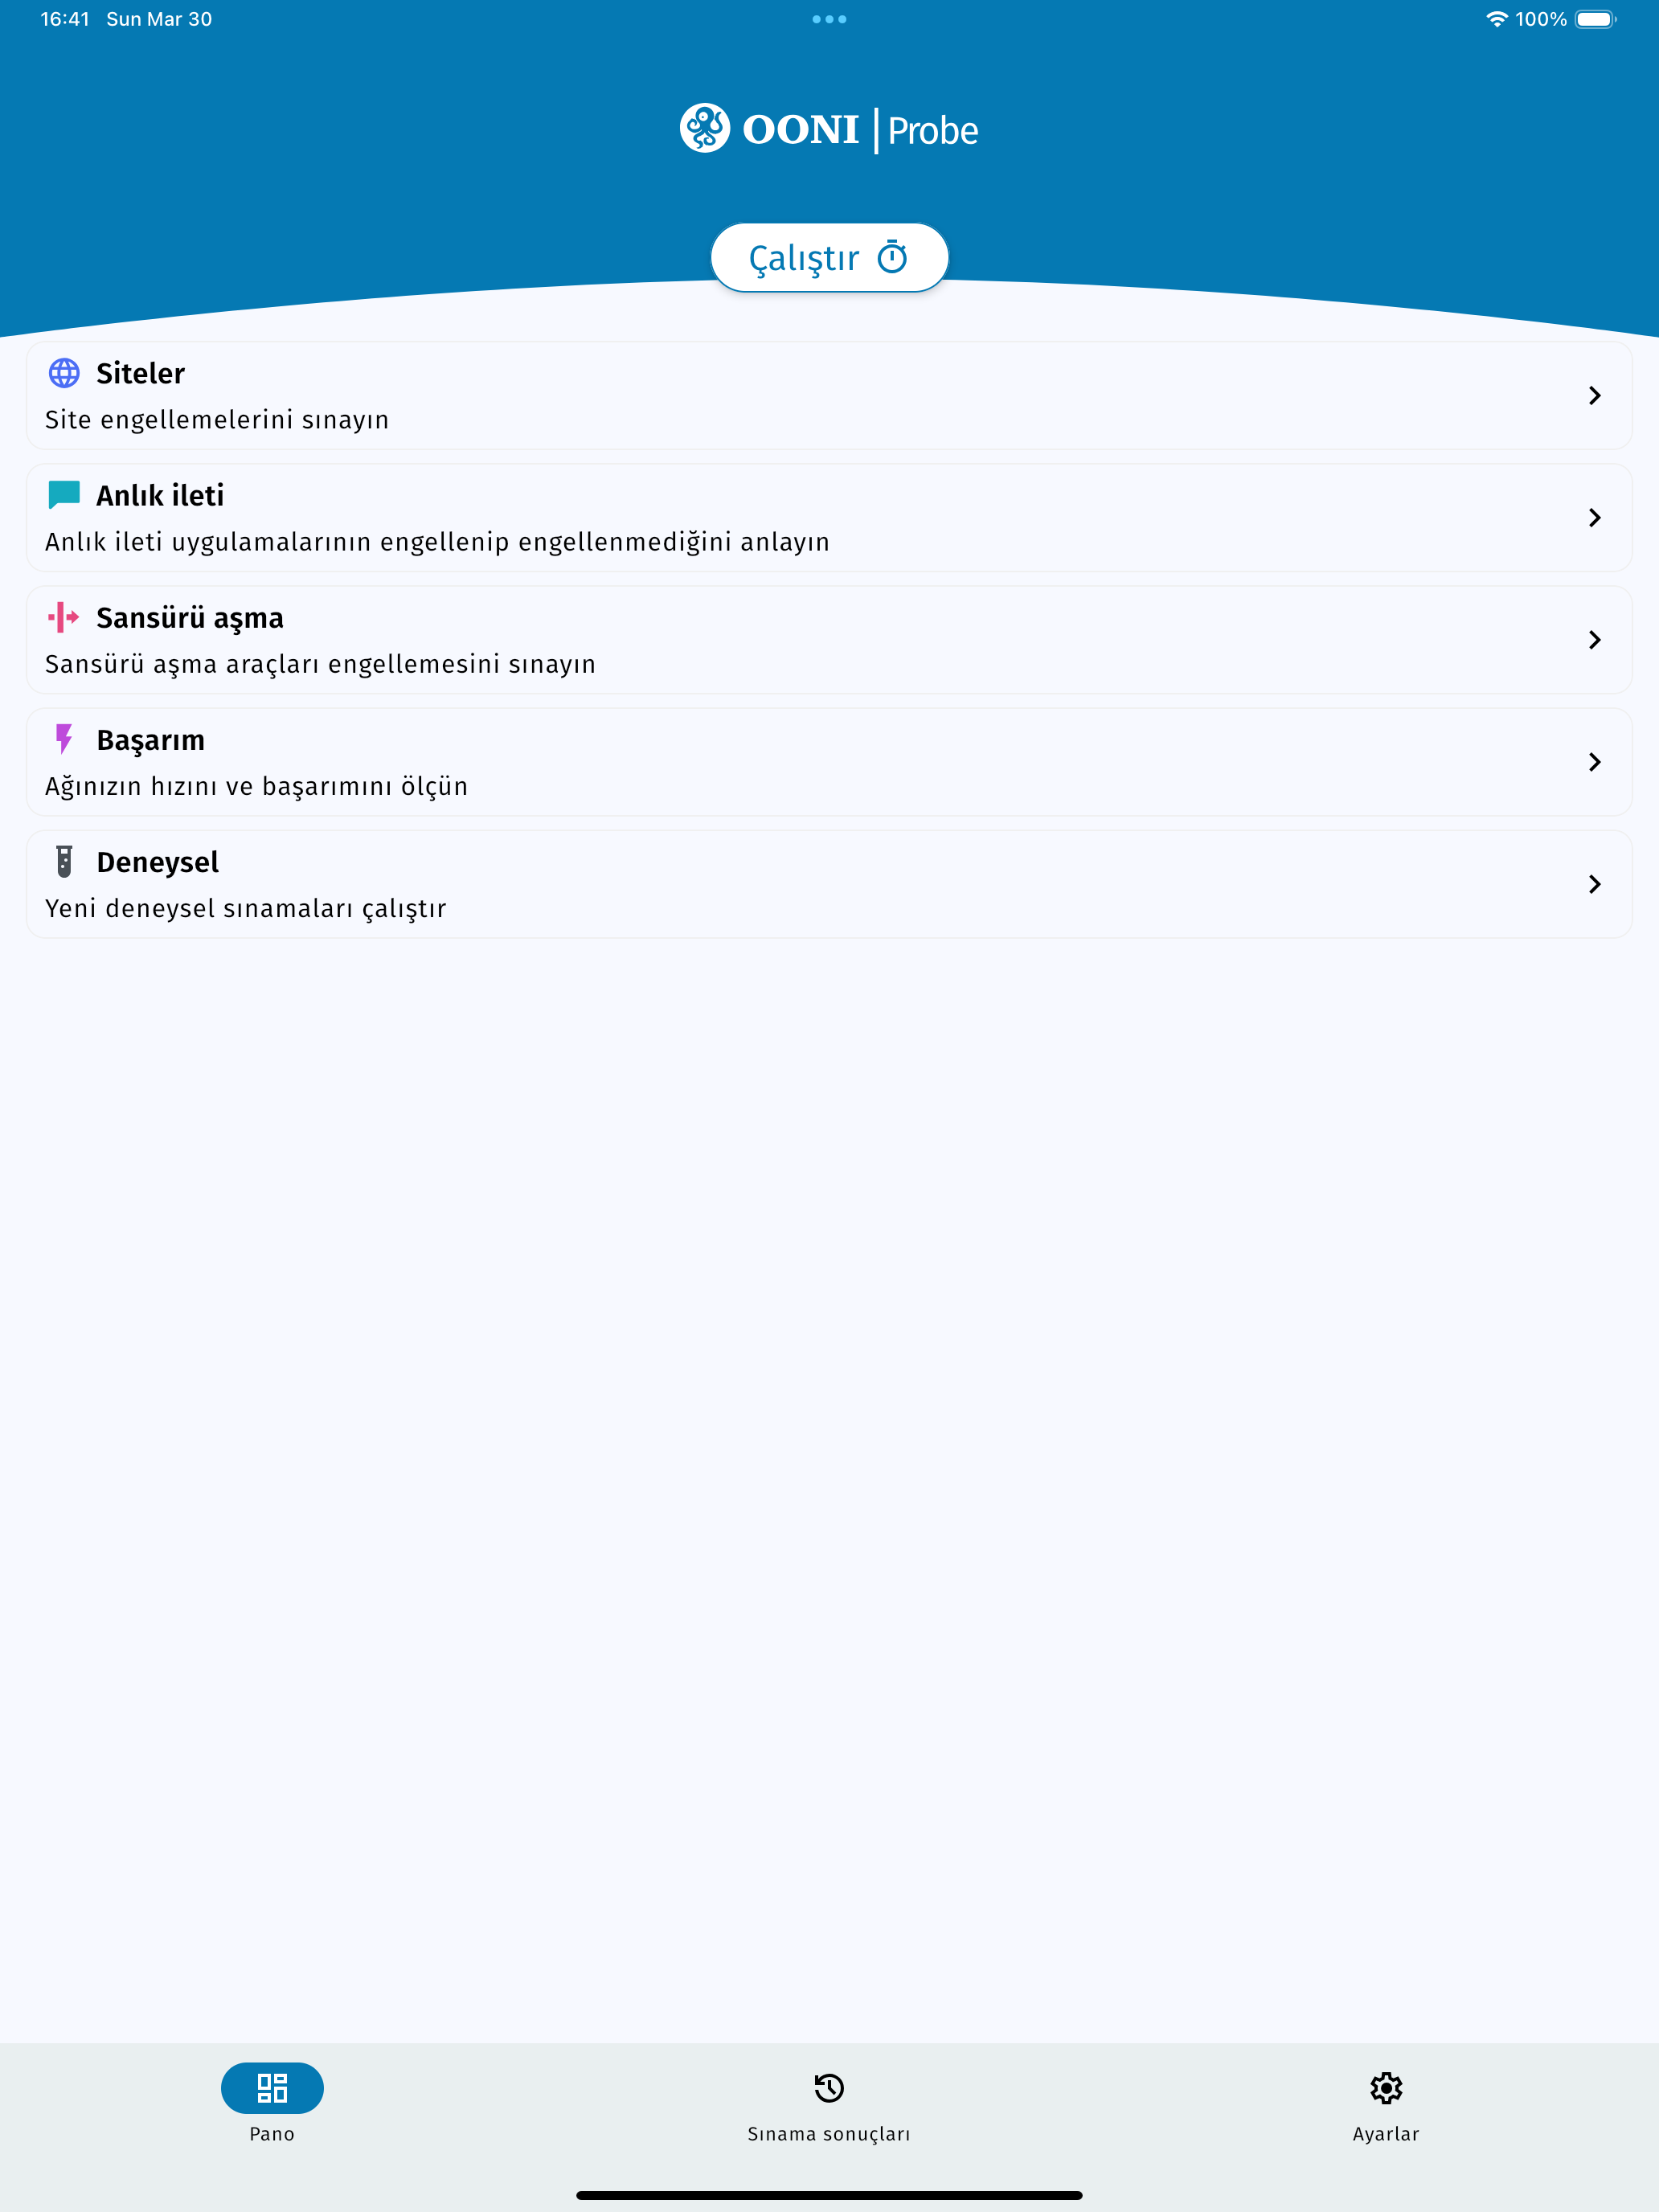 16:41 Sun Mar 30
100%
OONI Probe
Çalıştır
Siteler
Site engellemelerini sınayın
Anlık ileti
Anlık ileti uygulamalarının engellenip engellenmediğini anlayın
Sansürü aşma
Sansürü aşma araçları engellemesini sınayın
Başarım
Ağınızın hızını ve başarımını ölçün
Deneysel
Yeni deneysel sınamaları çalıştır
Pano
Sınama sonuçları
Ayarlar